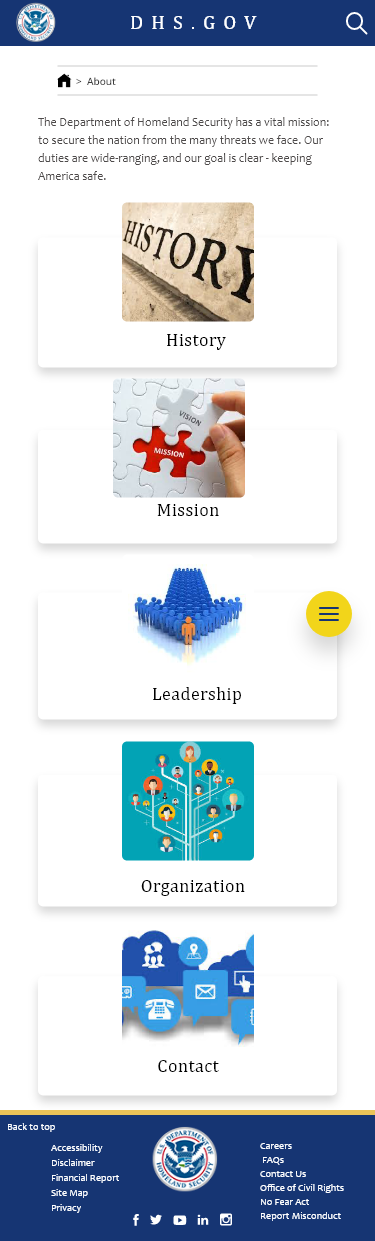 DHS.GOV
> About
The Department of Homeland Security has a vital mission:
to secure the nation from the many threats we face. Our
duties are wide-ranging, and our goal is clear - keeping
America safe.
HISTORY
History
VISION
MISSION
Mission
Leadership
Organization
Contact
Back to top
Accessibility
Disclaimer
Financial Report
Site Map
Privacy
U.S. DEPARTMENT OF
HOMELAND SECURITY
Careers
FAQs
Contact Us
Office of Civil Rights
No Fear Act
Report Misconduct